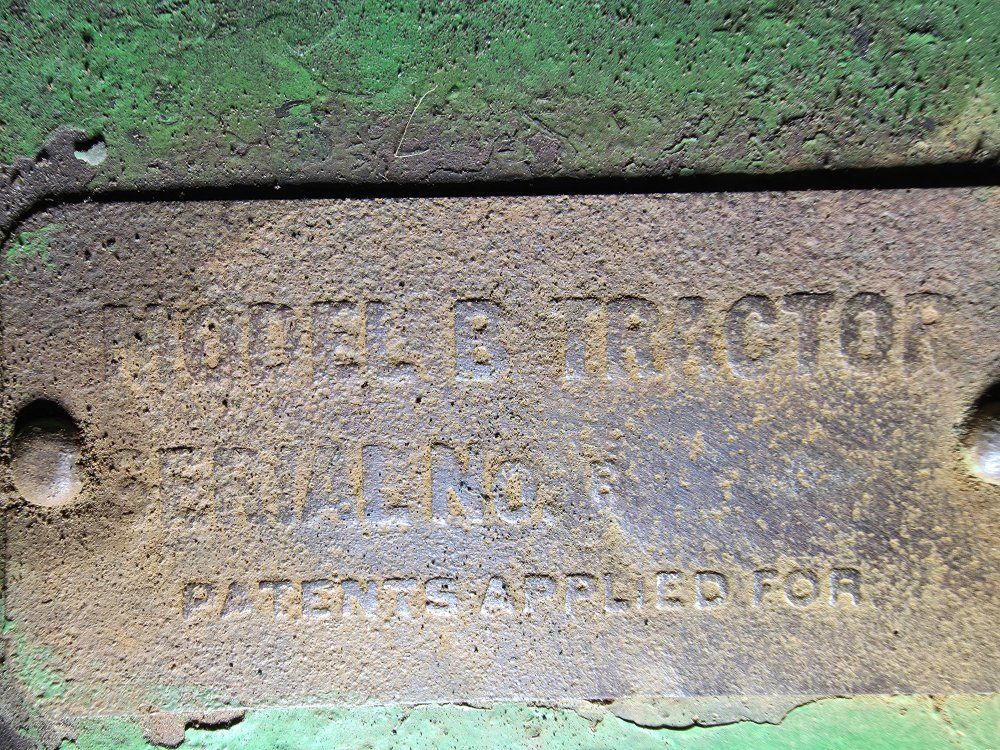 MODEL B TRACTOR
SERIAL No. B
PATENTS APPLIED FOR